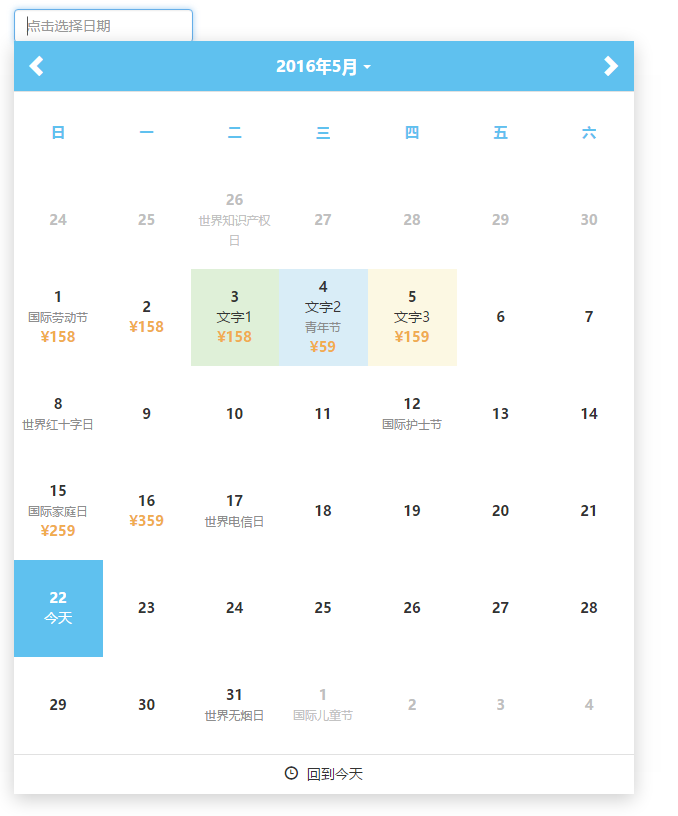 点击选择日期
2016年5月
日 一 二 三 四 五 六
24 25 26 27 28 29 30
世界知识产权
日
1 2 3 4 5 6 7
国际劳动节 文字1 文字2 文字3
青年节
¥158 ¥158 ¥158 ¥59 ¥159
8 9 10 11 12 13 14
世界红十字日 国际护士节
15 16 17 18 19 20 21
国际家庭日 世界电信日
¥259 ¥359
22 23 24 25 26 27 28
今天
29 30 31 1 2 3 4
世界无烟日 国际儿童节
回到今天